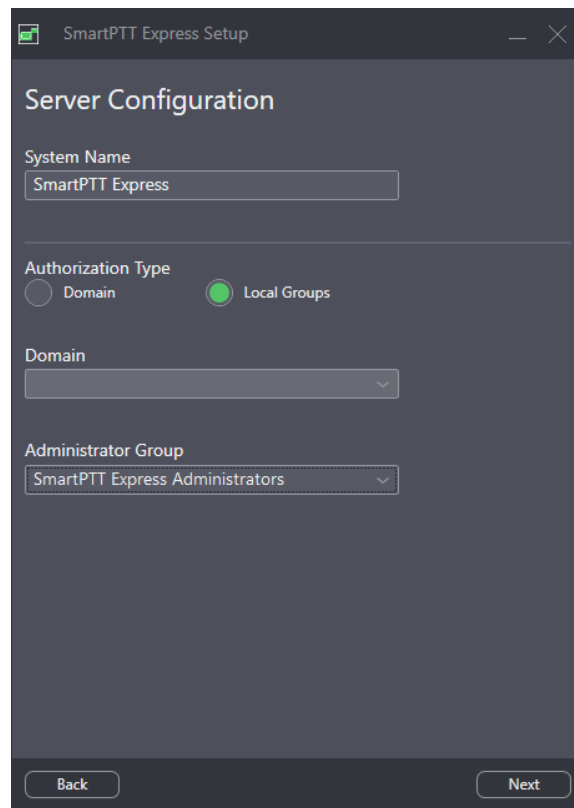 SmartPTT Express Setup
Server Configuration
System Name
SmartPTT Express
Authorization Type
Domain Local Groups
Domain
Administrator Group
SmartPTT Express Administrators
Back Next